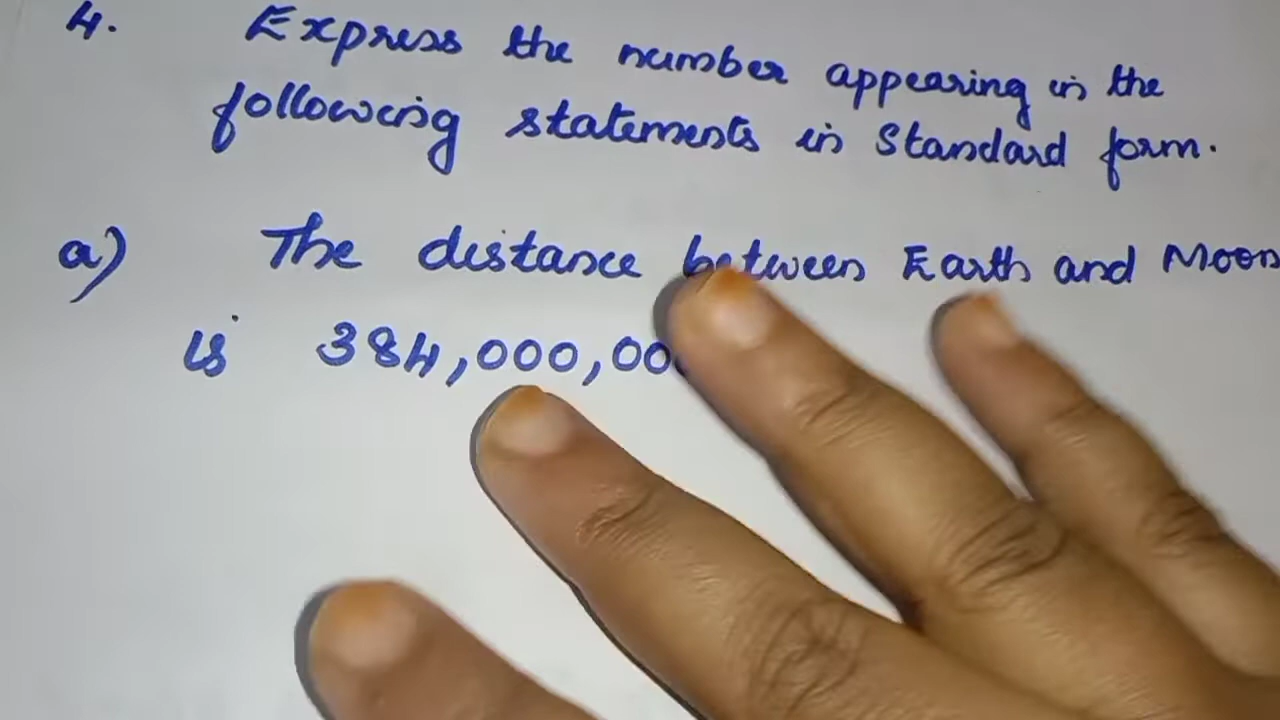 4. Express the number appearing in the
following statements in Standard form.
a) The distance between Earth and Moon
is 384,000,00